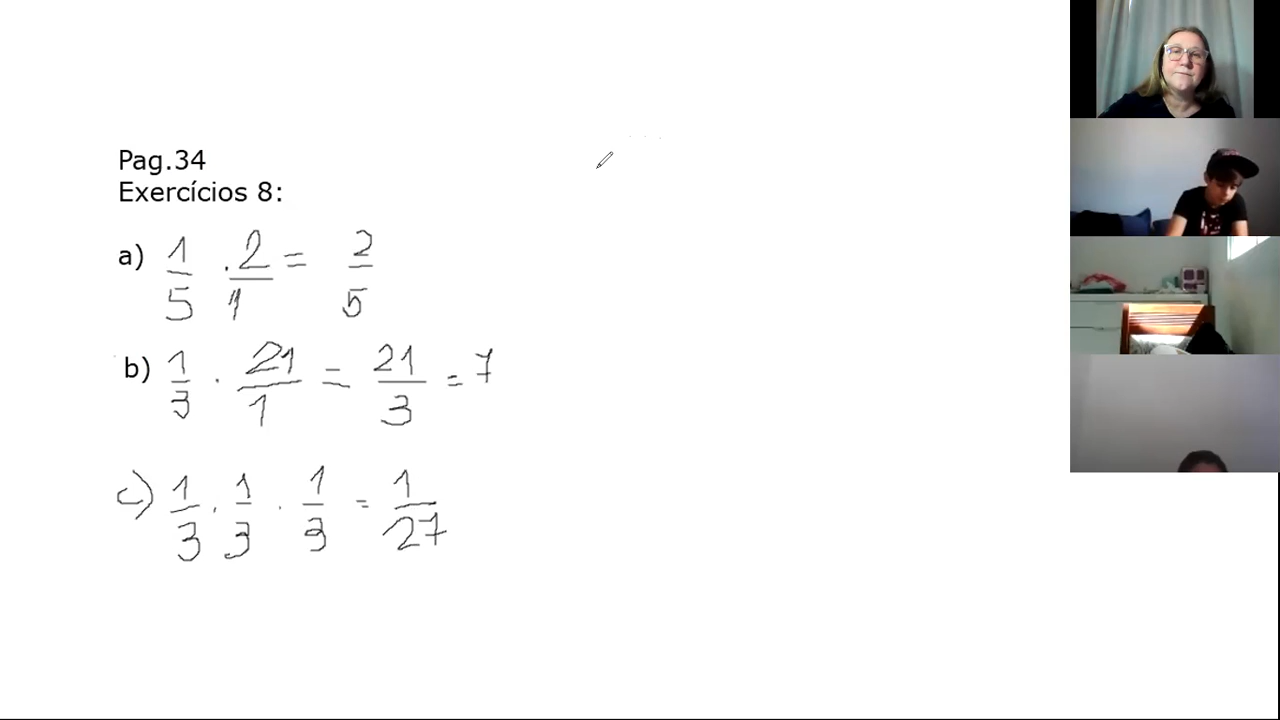 Pag.34
Exercícios 8:
a) 1/5 . 2/1 = 2/5
b) 1/3 . 21/1 = 21/3 = 7
c) 1/3 . 1/3 . 1/3 = 1/27